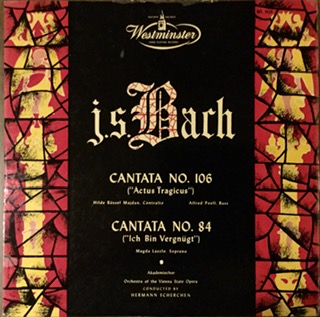 Westminster
j.s. Bach
CANTATA NO. 106
("Actus Tragicus")
Hilde Rössel Majdan, Contralto Alfred Poell, Bass
CANTATA NO. 84
("Ich Bin Vergnügt")
Magda Laszlo, Soprano
Akademischor
Orchestra of the Vienna State Opera
CONDUCTED BY
HERMANN SCHERCHEN